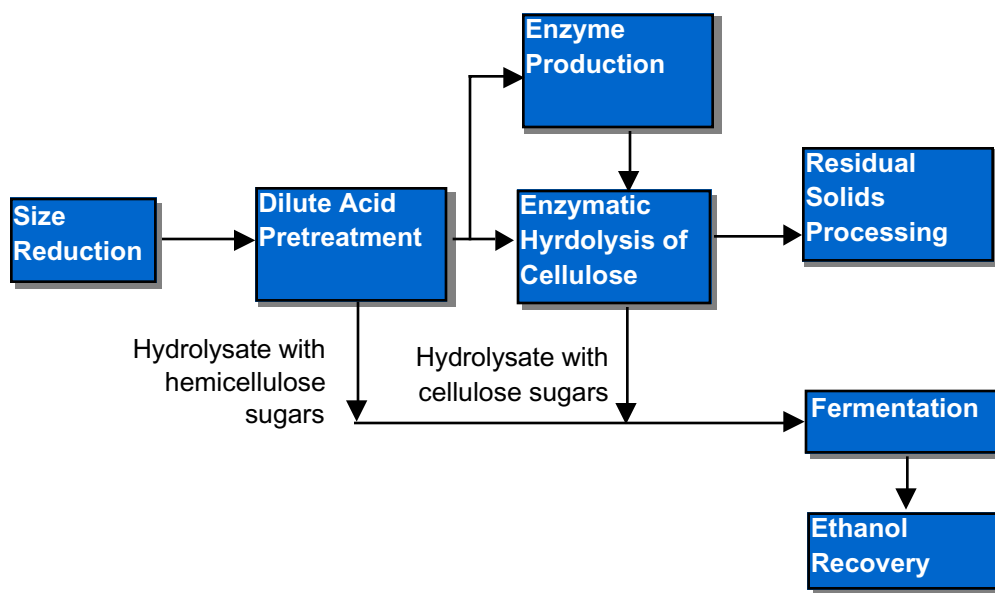 Enzyme
Production
Size
Reduction
Dilute Acid
Pretreatment
Enzymatic
Hyrdolysis of
Cellulose
Residual
Solids
Processing
Hydrolysate with
hemicellulose
sugars
Hydrolysate with
cellulose sugars
Fermentation
Ethanol
Recovery